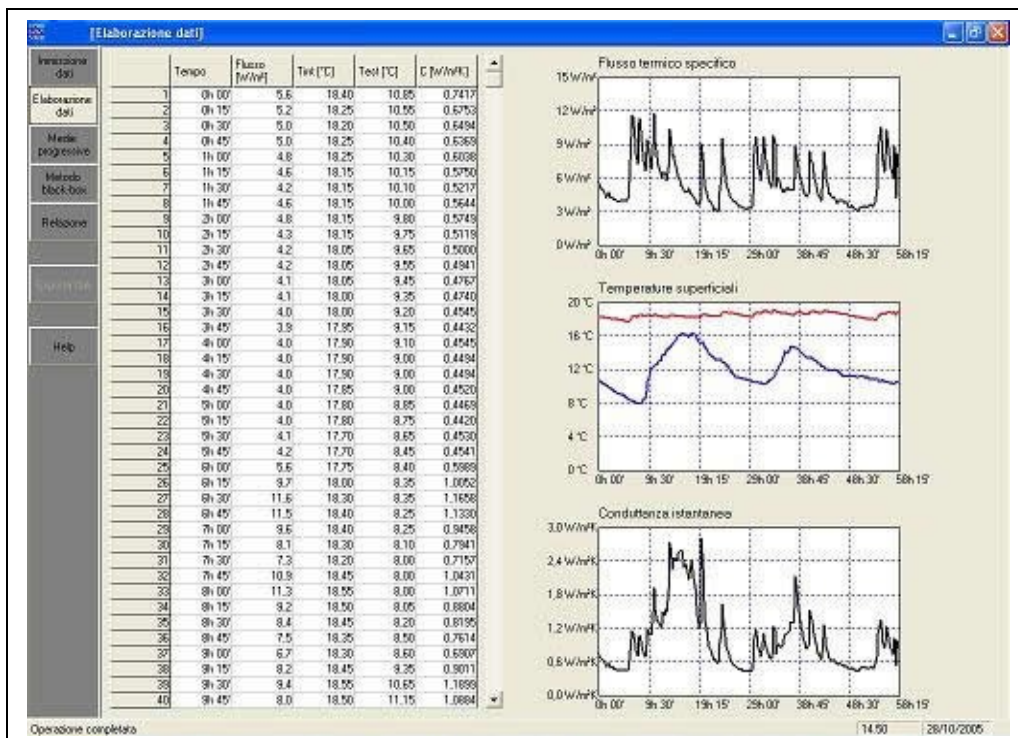 [Elaborazione dati]
Immissione dati
Elaborazione dati
Medie progressive
Metodo black-box
Relazione
Help
Tempo Flusso [W/m²] Tint [°C] Test [°C] C [W/m²K]
1 0h 00' 5.6 18.40 10.85 0.7417
2 0h 15' 5.2 18.25 10.55 0.6753
3 0h 30' 5.0 18.20 10.50 0.6494
4 0h 45' 5.0 18.25 10.40 0.6369
5 1h 00' 4.8 18.25 10.30 0.6038
6 1h 15' 4.6 18.15 10.15 0.5750
7 1h 30' 4.2 18.15 10.10 0.5217
8 1h 45' 4.6 18.15 10.00 0.5644
9 2h 00' 4.8 18.15 9.80 0.5749
10 2h 15' 4.3 18.15 9.75 0.5119
11 2h 30' 4.2 18.05 9.65 0.5000
12 2h 45' 4.2 18.05 9.55 0.4941
13 3h 00' 4.1 18.05 9.45 0.4767
14 3h 15' 4.1 18.00 9.35 0.4740
15 3h 30' 4.0 18.00 9.20 0.4545
16 3h 45' 3.9 17.95 9.15 0.4432
17 4h 00' 4.0 17.90 9.10 0.4545
18 4h 15' 4.0 17.90 9.00 0.4494
19 4h 30' 4.0 17.90 9.00 0.4494
20 4h 45' 4.0 17.85 9.00 0.4520
21 5h 00' 4.0 17.80 8.85 0.4469
22 5h 15' 4.0 17.80 8.75 0.4420
23 5h 30' 4.1 17.70 8.65 0.4530
24 5h 45' 4.2 17.70 8.45 0.4541
25 6h 00' 5.6 17.75 8.40 0.5989
26 6h 15' 9.7 18.00 8.35 1.0052
27 6h 30' 11.6 18.30 8.35 1.1658
28 6h 45' 11.5 18.40 8.25 1.1330
29 7h 00' 9.6 18.40 8.25 0.9458
30 7h 15' 8.1 18.30 8.10 0.7941
31 7h 30' 7.3 18.20 8.00 0.7157
32 7h 45' 10.9 18.45 8.00 1.0431
33 8h 00' 11.3 18.55 8.00 1.0711
34 8h 15' 9.2 18.50 8.05 0.8804
35 8h 30' 8.4 18.45 8.20 0.8195
36 8h 45' 7.5 18.35 8.50 0.7614
37 9h 00' 6.7 18.30 8.60 0.6907
38 9h 15' 8.2 18.45 9.35 0.9011
39 9h 30' 9.4 18.55 10.65 1.1899
40 9h 45' 8.0 18.50 11.15 1.0884
Flusso termico specifico
15 W/m²
12 W/m²
9 W/m²
6 W/m²
3 W/m²
0 W/m²
0h 00' 9h 30' 19h 15' 29h 00' 38h 45' 48h 30' 58h 15'
Temperature superficiali
20 °C
16 °C
12 °C
8 °C
4 °C
0 °C
0h 00' 9h 30' 19h 15' 29h 00' 38h 45' 48h 30' 58h 15'
Conduttanza istantanea
3,0 W/m²K
2,4 W/m²K
1,8 W/m²K
1,2 W/m²K
0,6 W/m²K
0,0 W/m²K
0h 00' 9h 30' 19h 15' 29h 00' 38h 45' 48h 30' 58h 15'
Operazione completata
14.50 28/10/2005